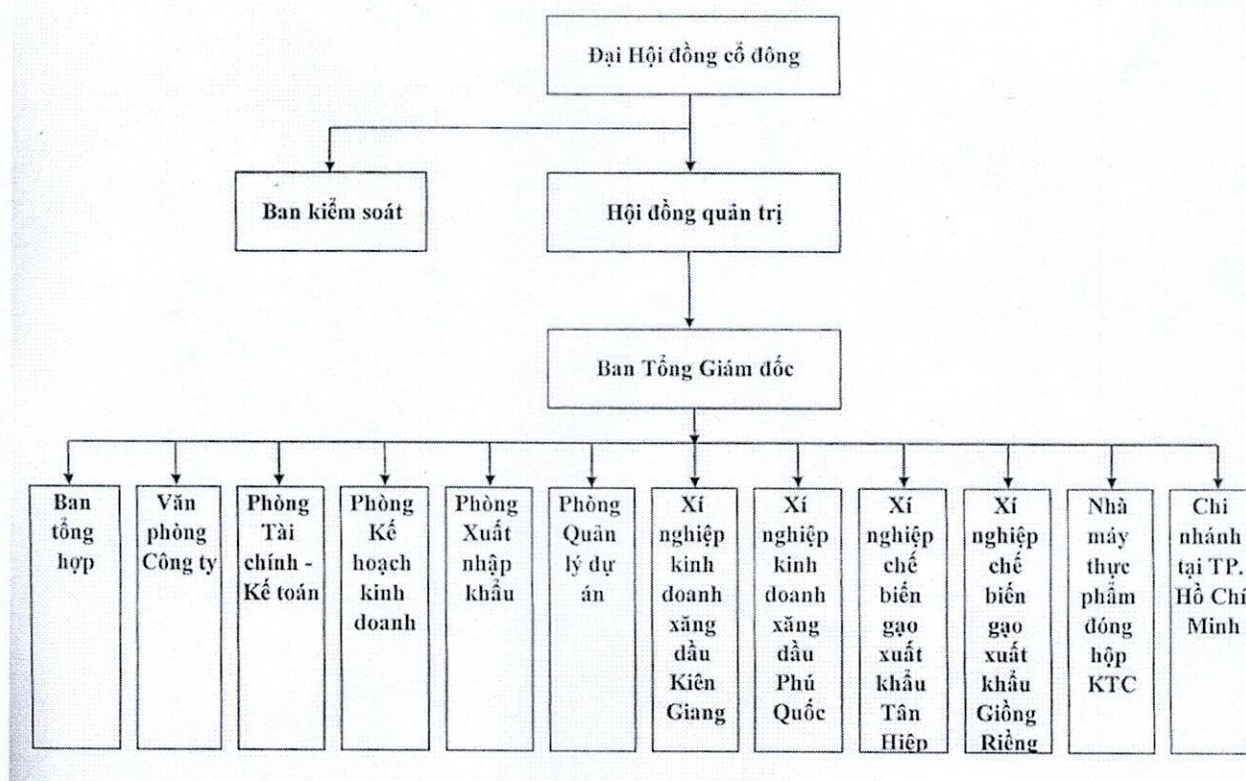 Đại Hội đồng cổ đông
Ban kiểm soát
Hội đồng quản trị
Ban Tổng Giám đốc
Ban
tổng
hợp
Văn
phòng
Công ty
Phòng
Tài
chính -
Kế toán
Phòng
Kế
hoạch
kinh
doanh
Phòng
Xuất
nhập
khẩu
Phòng
Quản
lý dự
án
Xí
nghiệp
kinh
doanh
xăng
dầu
Kiên
Giang
Xí
nghiệp
kinh
doanh
xăng
dầu
Phú
Quốc
Xí
nghiệp
chế
biến
gạo
xuất
khẩu
Tân
Hiệp
Xí
nghiệp
chế
biến
gạo
xuất
khẩu
Giồng
Riềng
Nhà
máy
thực
phẩm
đóng
hộp
KTC
Chi
nhánh
tại TP.
Hồ Chí
Minh